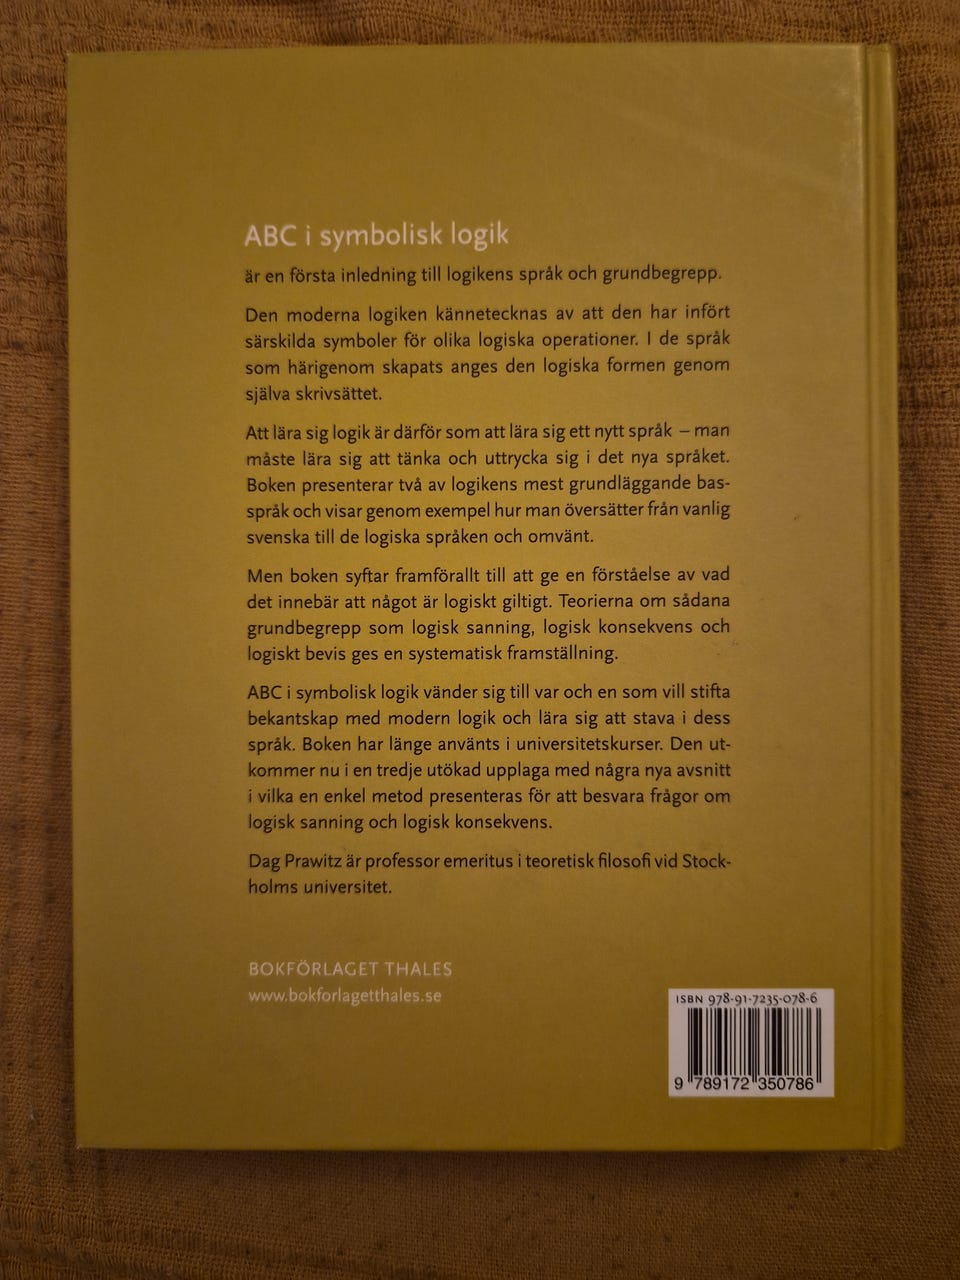 ABC i symbolisk logik
är en första inledning till logikens språk och grundbegrepp.
Den moderna logiken kännetecknas av att den har infört
särskilda symboler för olika logiska operationer. I de språk
som härigenom skapats anges den logiska formen genom
själva skrivsättet.
Att lära sig logik är därför som att lära sig ett nytt språk – man
måste lära sig att tänka och uttrycka sig i det nya språket.
Boken presenterar två av logikens mest grundläggande bas-
språk och visar genom exempel hur man översätter från vanlig
svenska till de logiska språken och omvänt.
Men boken syftar framförallt till att ge en förståelse av vad
det innebär att något är logiskt giltigt. Teorierna om sådana
grundbegrepp som logisk sanning, logisk konsekvens och
logiskt bevis ges en systematisk framställning.
ABC i symbolisk logik vänder sig till var och en som vill stifta
bekantskap med modern logik och lära sig att stava i dess
språk. Boken har länge använts i universitetskurser. Den ut-
kommer nu i en tredje utökad upplaga med några nya avsnitt
i vilka en enkel metod presenteras för att besvara frågor om
logisk sanning och logisk konsekvens.
Dag Prawitz är professor emeritus i teoretisk filosofi vid Stock-
holms universitet.
BOKFÖRLAGET THALES
www.bokforlagetthales.se
ISBN 978-91-7235-078-6
9 789172 350786